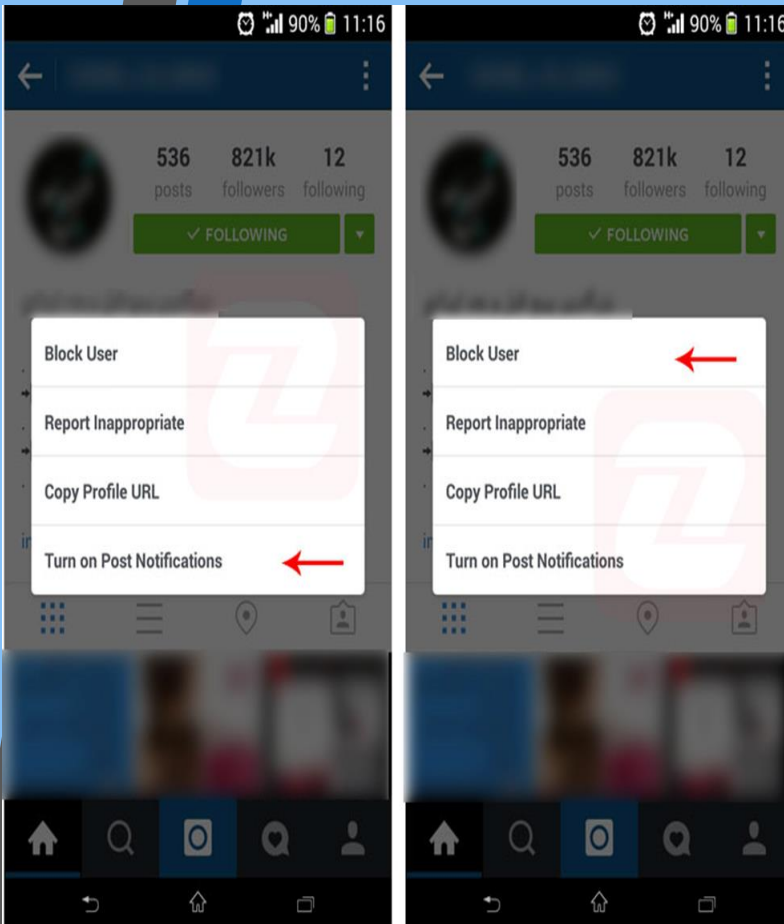 90% 11:16
536 821k 12
posts followers following
✓ FOLLOWING
Block User
Report Inappropriate
Copy Profile URL
Turn on Post Notifications
90% 11:16
536 821k 12
posts followers following
✓ FOLLOWING
Block User
Report Inappropriate
Copy Profile URL
Turn on Post Notifications